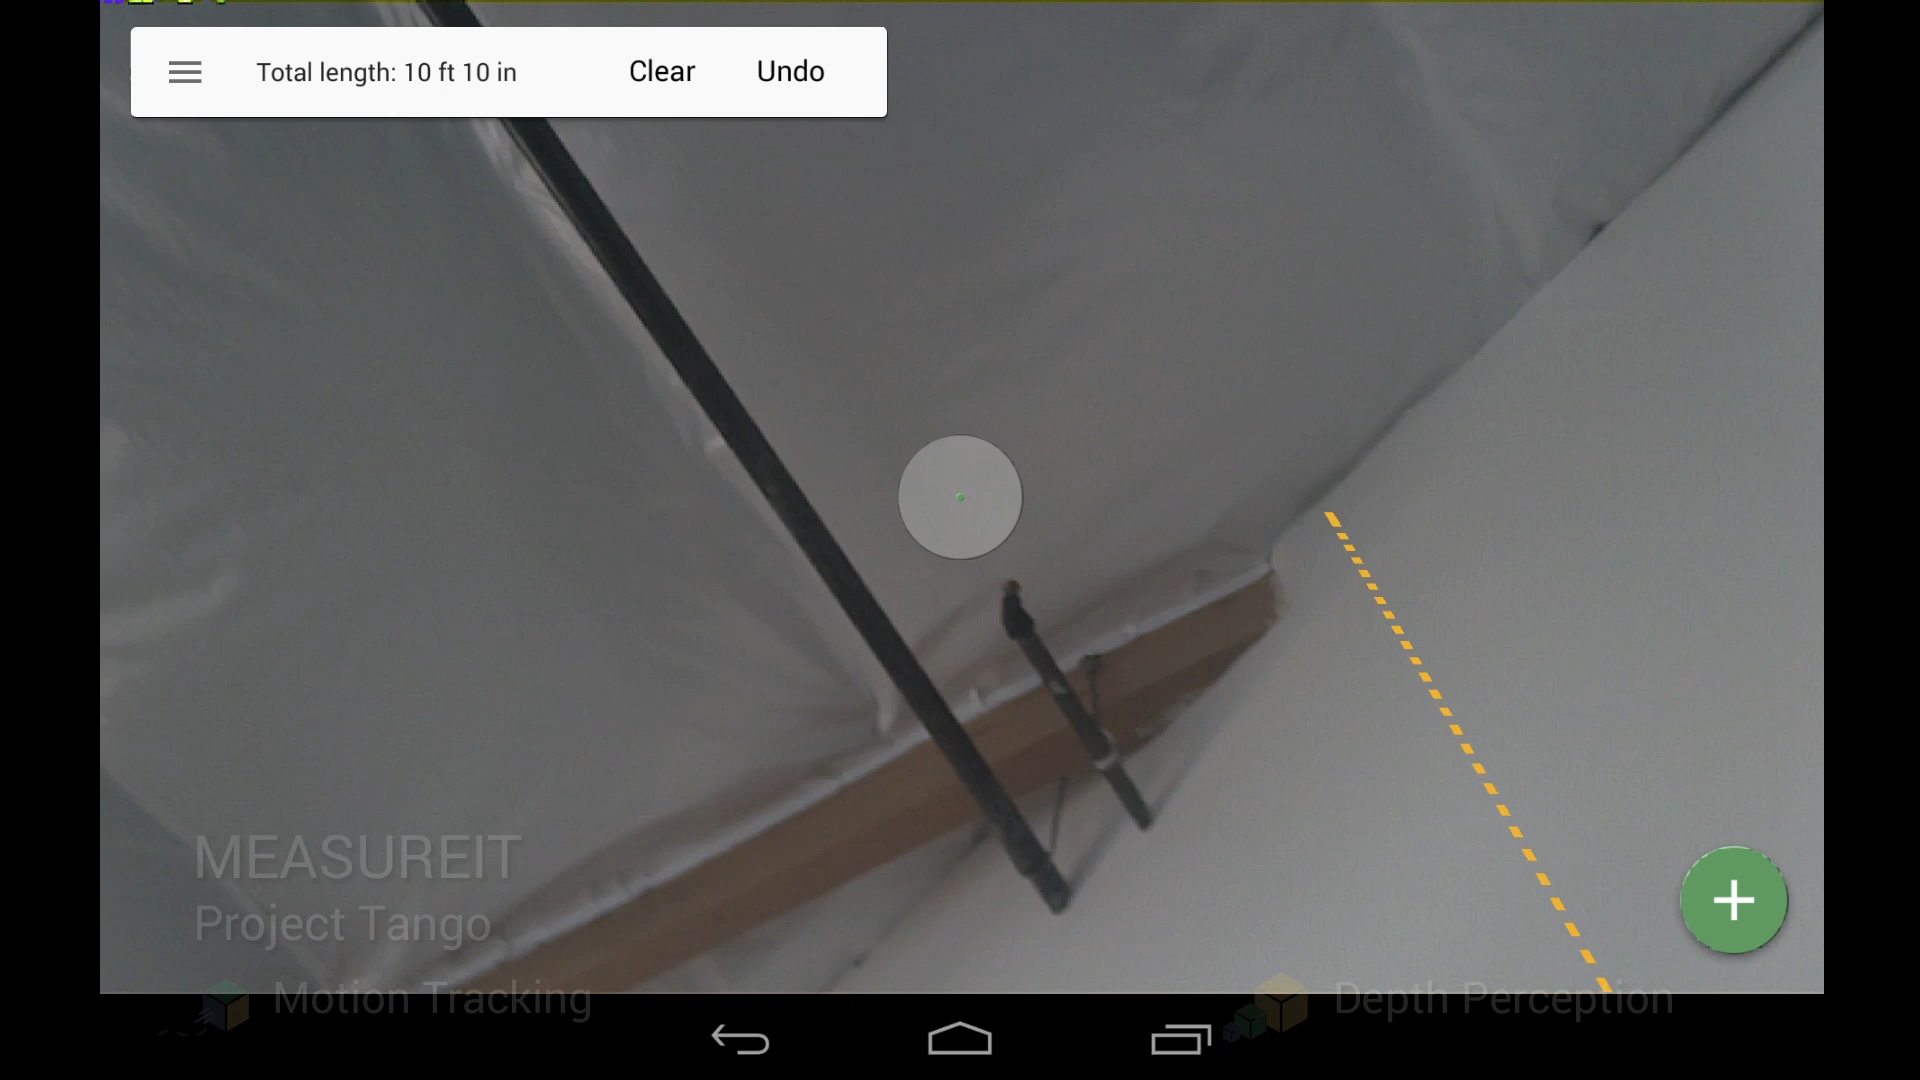 Total length: 10 ft 10 in Clear Undo
MEASUREIT
Project Tango
Motion Tracking Depth Perception